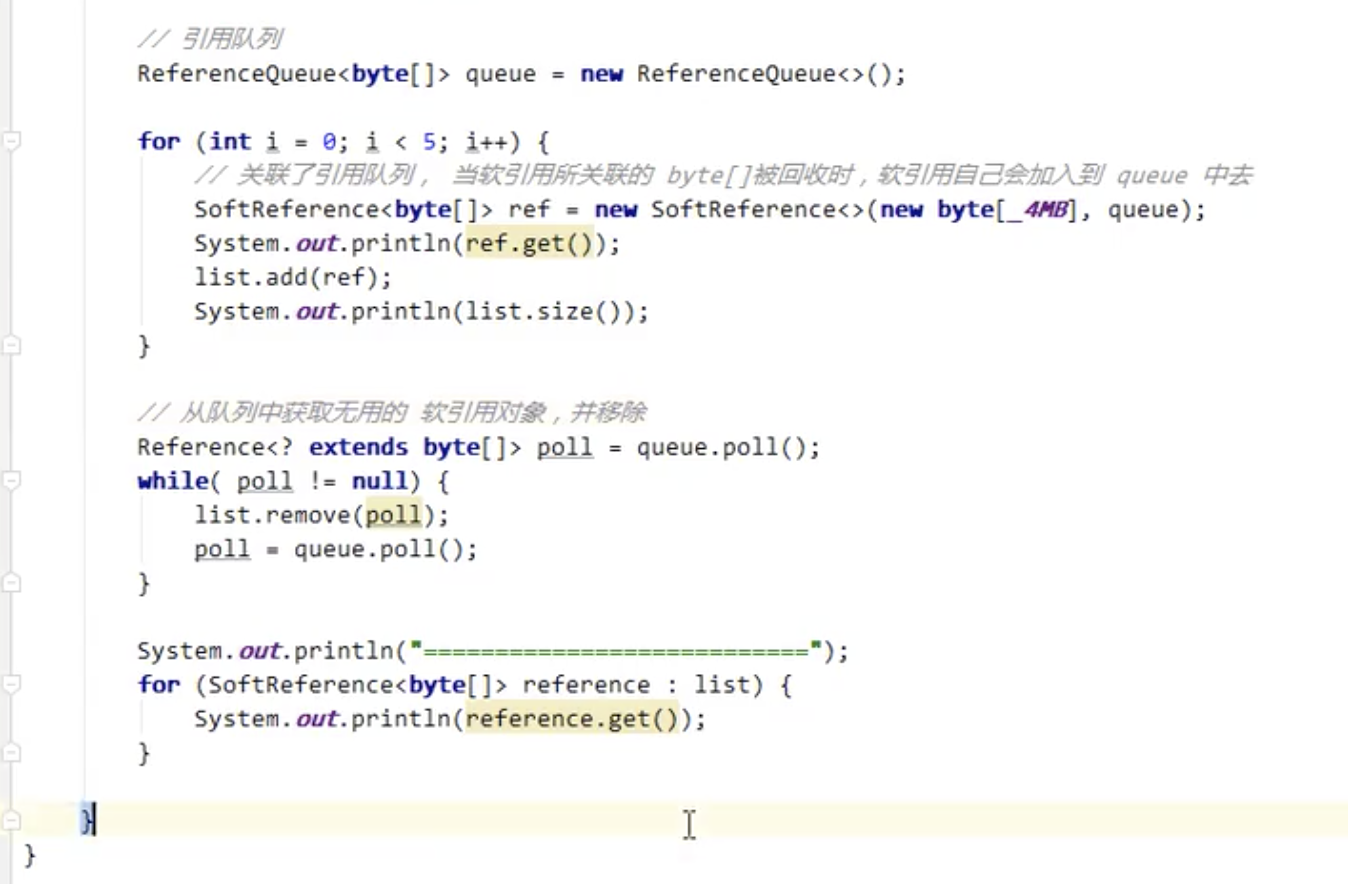 // 引用队列
ReferenceQueue<byte[]> queue = new ReferenceQueue<>();
for (int i = 0; i < 5; i++) {
// 关联了引用队列， 当软引用所关联的 byte[]被回收时，软引用自己会加入到 queue 中去
SoftReference<byte[]> ref = new SoftReference<>(new byte[_4MB], queue);
System.out.println(ref.get());
list.add(ref);
System.out.println(list.size());
}
// 从队列中获取无用的 软引用对象，并移除
Reference<? extends byte[]> poll = queue.poll();
while( poll != null) {
list.remove(poll);
poll = queue.poll();
}
System.out.println("===========================");
for (SoftReference<byte[]> reference : list) {
System.out.println(reference.get());
}
}
}